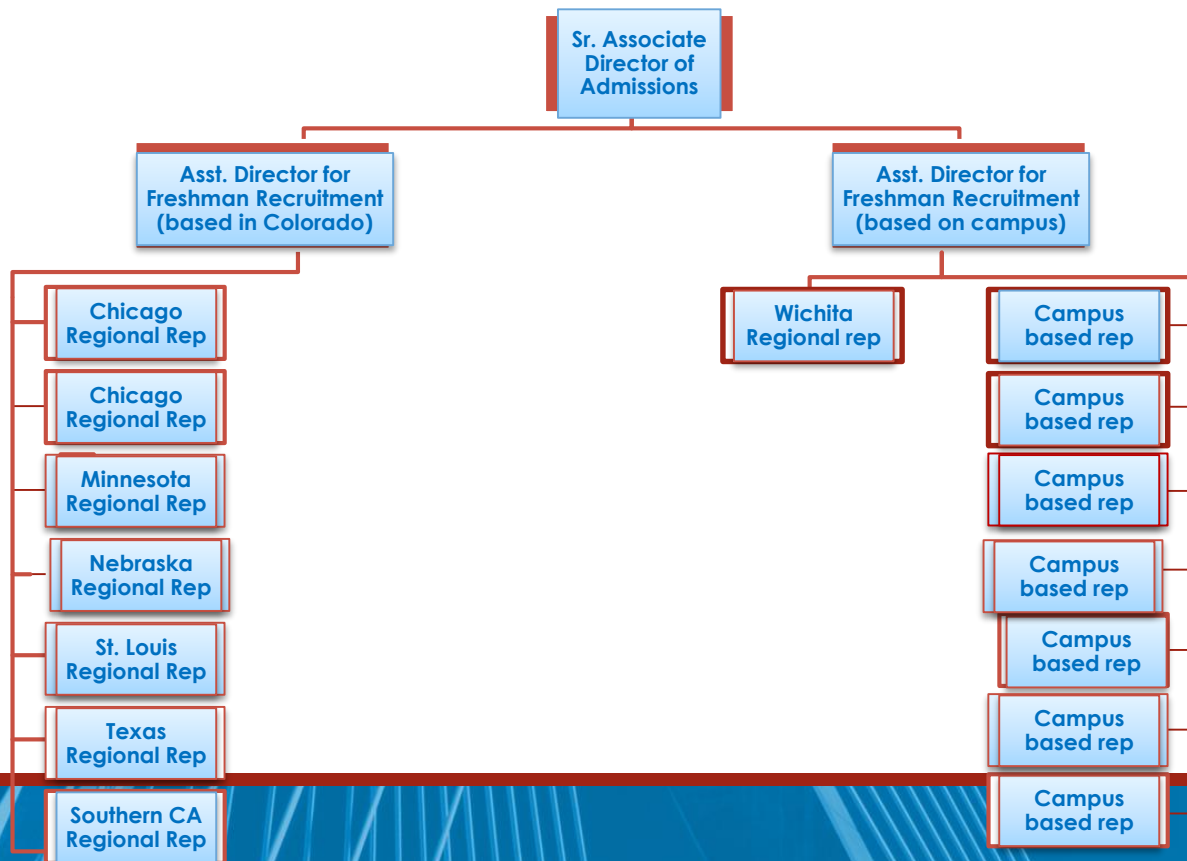 Sr. Associate
Director of
Admissions
Asst. Director for
Freshman Recruitment
(based in Colorado)
Asst. Director for
Freshman Recruitment
(based on campus)
Chicago
Regional Rep
Chicago
Regional Rep
Minnesota
Regional Rep
Nebraska
Regional Rep
St. Louis
Regional Rep
Texas
Regional Rep
Southern CA
Regional Rep
Wichita
Regional rep
Campus
based rep
Campus
based rep
Campus
based rep
Campus
based rep
Campus
based rep
Campus
based rep
Campus
based rep